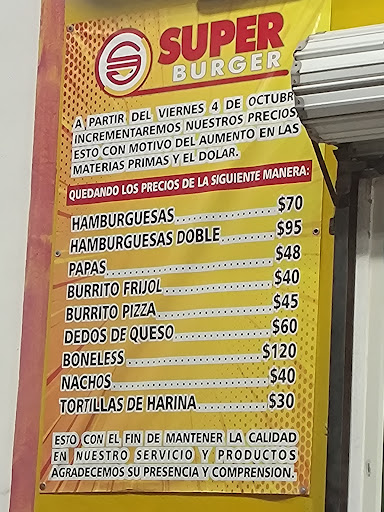 SUPER
BURGER
A PARTIR DEL VIERNES 4 DE OCTUBR
INCREMENTAREMOS NUESTROS PRECIOS
ESTO CON MOTIVO DEL AUMENTO EN LAS
MATERIAS PRIMAS Y EL DOLAR.
QUEDANDO LOS PRECIOS DE LA SIGUIENTE MANERA:
HAMBURGUESAS $70
HAMBURGUESAS DOBLE $95
PAPAS $48
BURRITO FRIJOL $40
BURRITO PIZZA $45
DEDOS DE QUESO $60
BONELESS $120
NACHOS $40
TORTILLAS DE HARINA $30
ESTO CON EL FIN DE MANTENER LA CALIDAD
EN NUESTRO SERVICIO Y PRODUCTOS
AGRADECEMOS SU PRESENCIA Y COMPRENSION.